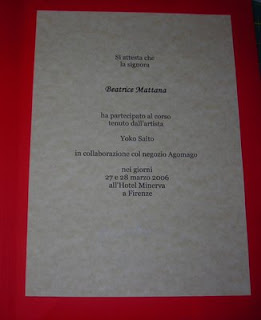 Si attesta che
la signora
Beatrice Mattana
ha partecipato al corso
tenuto dall'artista
Yoko Saito
in collaborazione col negozio Agomago
nei giorni
27 e 28 marzo 2006
all'Hotel Minerva
a Firenze